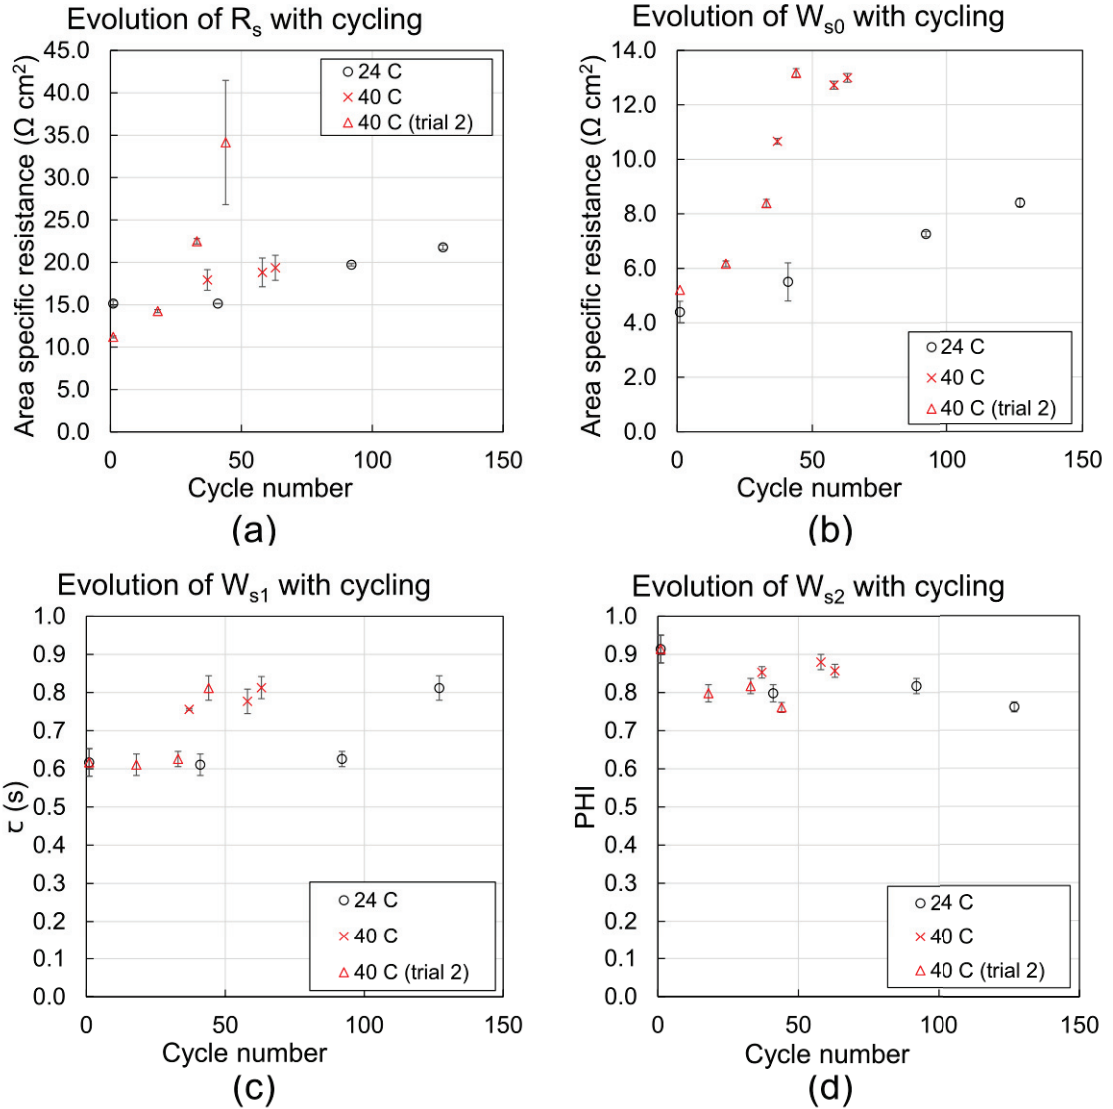 Evolution of Rs with cycling
Area specific resistance (Ω cm²)
45.0
40.0
35.0
30.0
25.0
20.0
15.0
10.0
5.0
0.0
24 C
40 C
40 C (trial 2)
0 50 100 150
Cycle number
(a)
Evolution of Ws0 with cycling
Area specific resistance (Ω cm²)
14.0
12.0
10.0
8.0
6.0
4.0
2.0
0.0
24 C
40 C
40 C (trial 2)
0 50 100 150
Cycle number
(b)
Evolution of Ws1 with cycling
τ (s)
1.0
0.9
0.8
0.7
0.6
0.5
0.4
0.3
0.2
0.1
0.0
24 C
40 C
40 C (trial 2)
0 50 100 150
Cycle number
(c)
Evolution of Ws2 with cycling
PHI
1.0
0.9
0.8
0.7
0.6
0.5
0.4
0.3
0.2
0.1
0.0
24 C
40 C
40 C (trial 2)
0 50 100 150
Cycle number
(d)